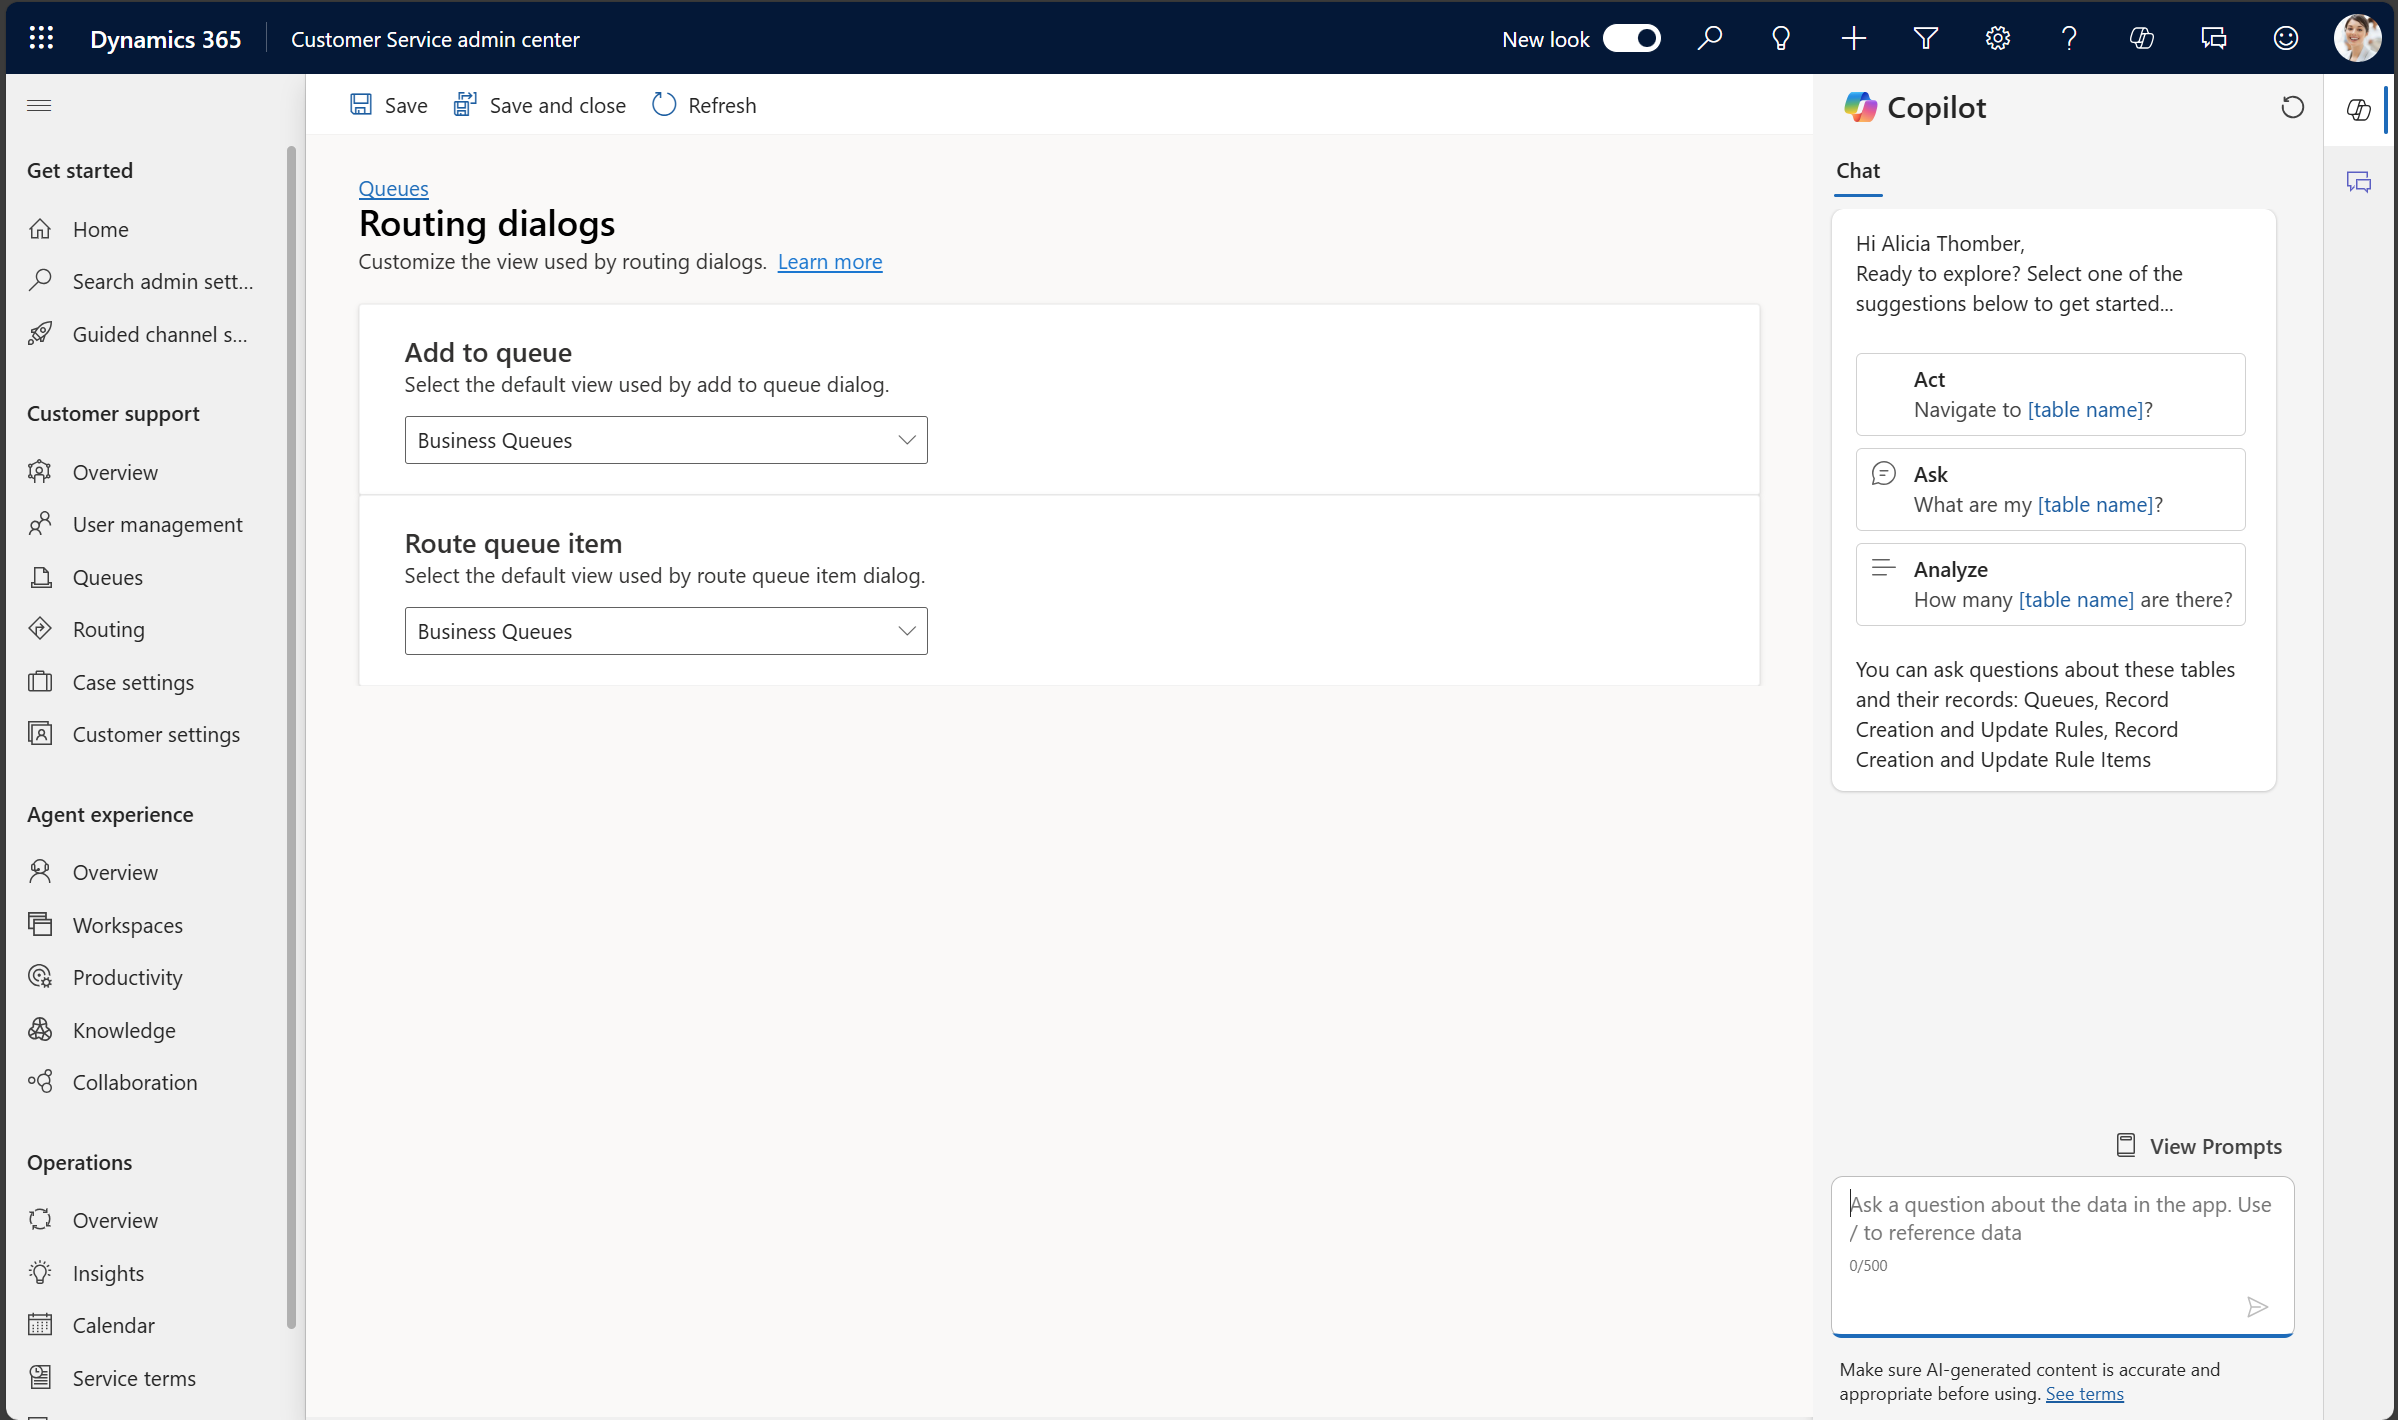 Dynamics 365
Customer Service admin center
New look
Get started
Home
Search admin sett...
Guided channel s...
Customer support
Overview
User management
Queues
Routing
Case settings
Customer settings
Agent experience
Overview
Workspaces
Productivity
Knowledge
Collaboration
Operations
Overview
Insights
Calendar
Service terms
Save
Save and close
Refresh
Queues
Routing dialogs
Customize the view used by routing dialogs. Learn more
Add to queue
Select the default view used by add to queue dialog.
Business Queues
Route queue item
Select the default view used by route queue item dialog.
Business Queues
Copilot
Chat
Hi Alicia Thomber,
Ready to explore? Select one of the
suggestions below to get started...
Act
Navigate to [table name]?
Ask
What are my [table name]?
Analyze
How many [table name] are there?
You can ask questions about these tables
and their records: Queues, Record
Creation and Update Rules, Record
Creation and Update Rule Items
View Prompts
Ask a question about the data in the app. Use
/ to reference data
0/500
Make sure AI-generated content is accurate and
appropriate before using. See terms